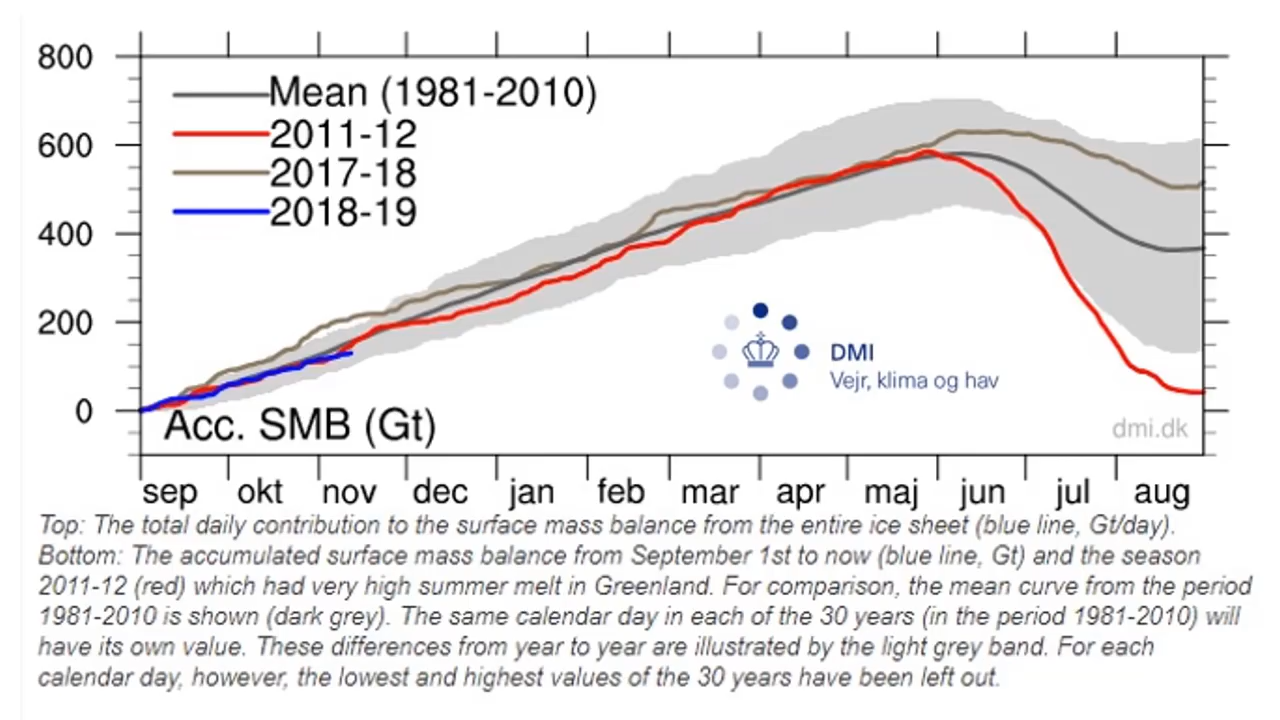 800
Mean (1981-2010)
2011-12
600
2017-18
2018-19
400
200
DMI
Vejr, klima og hav
0
Acc. SMB (Gt)
dmi.dk
sep okt nov dec jan feb mar apr maj jun jul aug
Top: The total daily contribution to the surface mass balance from the entire ice sheet (blue line, Gt/day).
Bottom: The accumulated surface mass balance from September 1st to now (blue line, Gt) and the season
2011-12 (red) which had very high summer melt in Greenland. For comparison, the mean curve from the period
1981-2010 is shown (dark grey). The same calendar day in each of the 30 years (in the period 1981-2010) will
have its own value. These differences from year to year are illustrated by the light grey band. For each
calendar day, however, the lowest and highest values of the 30 years have been left out.